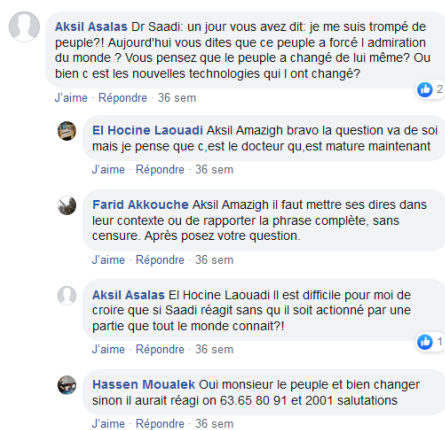 Aksil Asalas Dr Saadi: un jour vous avez dit: je me suis trompé de
peuple?! Aujourd'hui vous dites que ce peuple a forcé l admiration
du monde ? Vous pensez que le peuple a changé de lui même? Ou
bien c est les nouvelles technologies qui l ont changé?
2
J'aime · Répondre · 36 sem
El Hocine Laouadi Aksil Amazigh bravo la question va de soi
mais je pense que c,est le docteur qu,est mature maintenant
J'aime · Répondre · 36 sem
Farid Akkouche Aksil Amazigh il faut mettre ses dires dans
leur contexte ou de rapporter la phrase complète, sans
censure. Après posez votre question.
J'aime · Répondre · 36 sem
Aksil Asalas El Hocine Laouadi Il est difficile pour moi de
croire que si Saadi réagit sans qu il soit actionné par une
partie que tout le monde connait?!
1
J'aime · Répondre · 36 sem
Hassen Moualek Oui monsieur le peuple et bien changer
sinon il aurait réagi on 63.65 80 91 et 2001 salutations
J'aime · Répondre · 36 sem